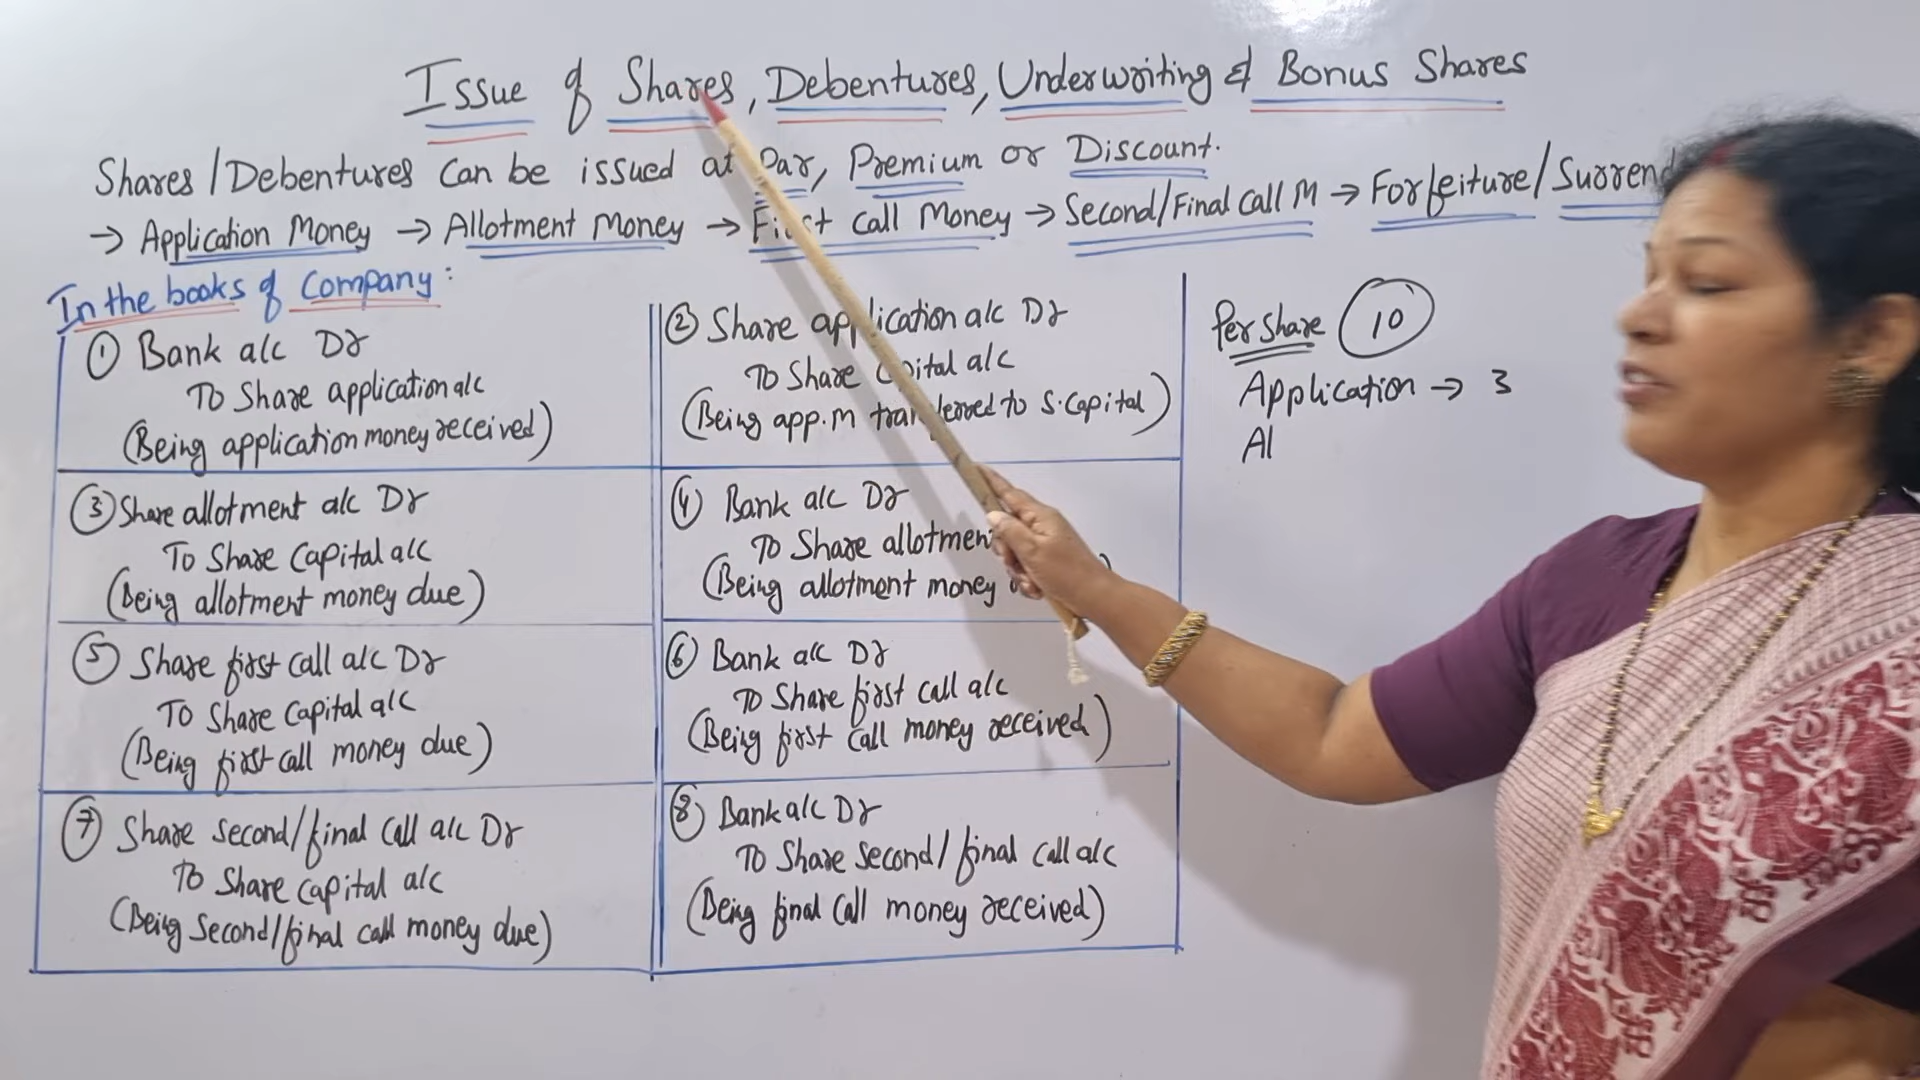 Issue of Shares, Debentures, Underwriting & Bonus Shares
Shares/Debentures can be issued at Par, Premium or Discount.
→ Application Money → Allotment Money → First Call Money → Second/Final Call M → Forfeiture/
In the books of Company:
① Bank a/c Dr
To Share application a/c
(Being application money received)
② Share application a/c Dr
To Share Capital a/c
(Being app.M transferred to S.Capital)
③ Share allotment a/c Dr
To Share Capital a/c
(Being allotment money due)
④ Bank a/c Dr
To Share allotment
(Being allotment money
⑤ Share first call a/c Dr
To Share Capital a/c
(Being first call money due)
⑥ Bank a/c Dr
To Share first call a/c
(Being first call money received)
⑦ Share second/final call a/c Dr
To Share capital a/c
(Being Second/final call money due)
⑧ Bank a/c Dr
To Share second/final call a/c
(Being final call money received)
Per share 10
Application → 3
Al